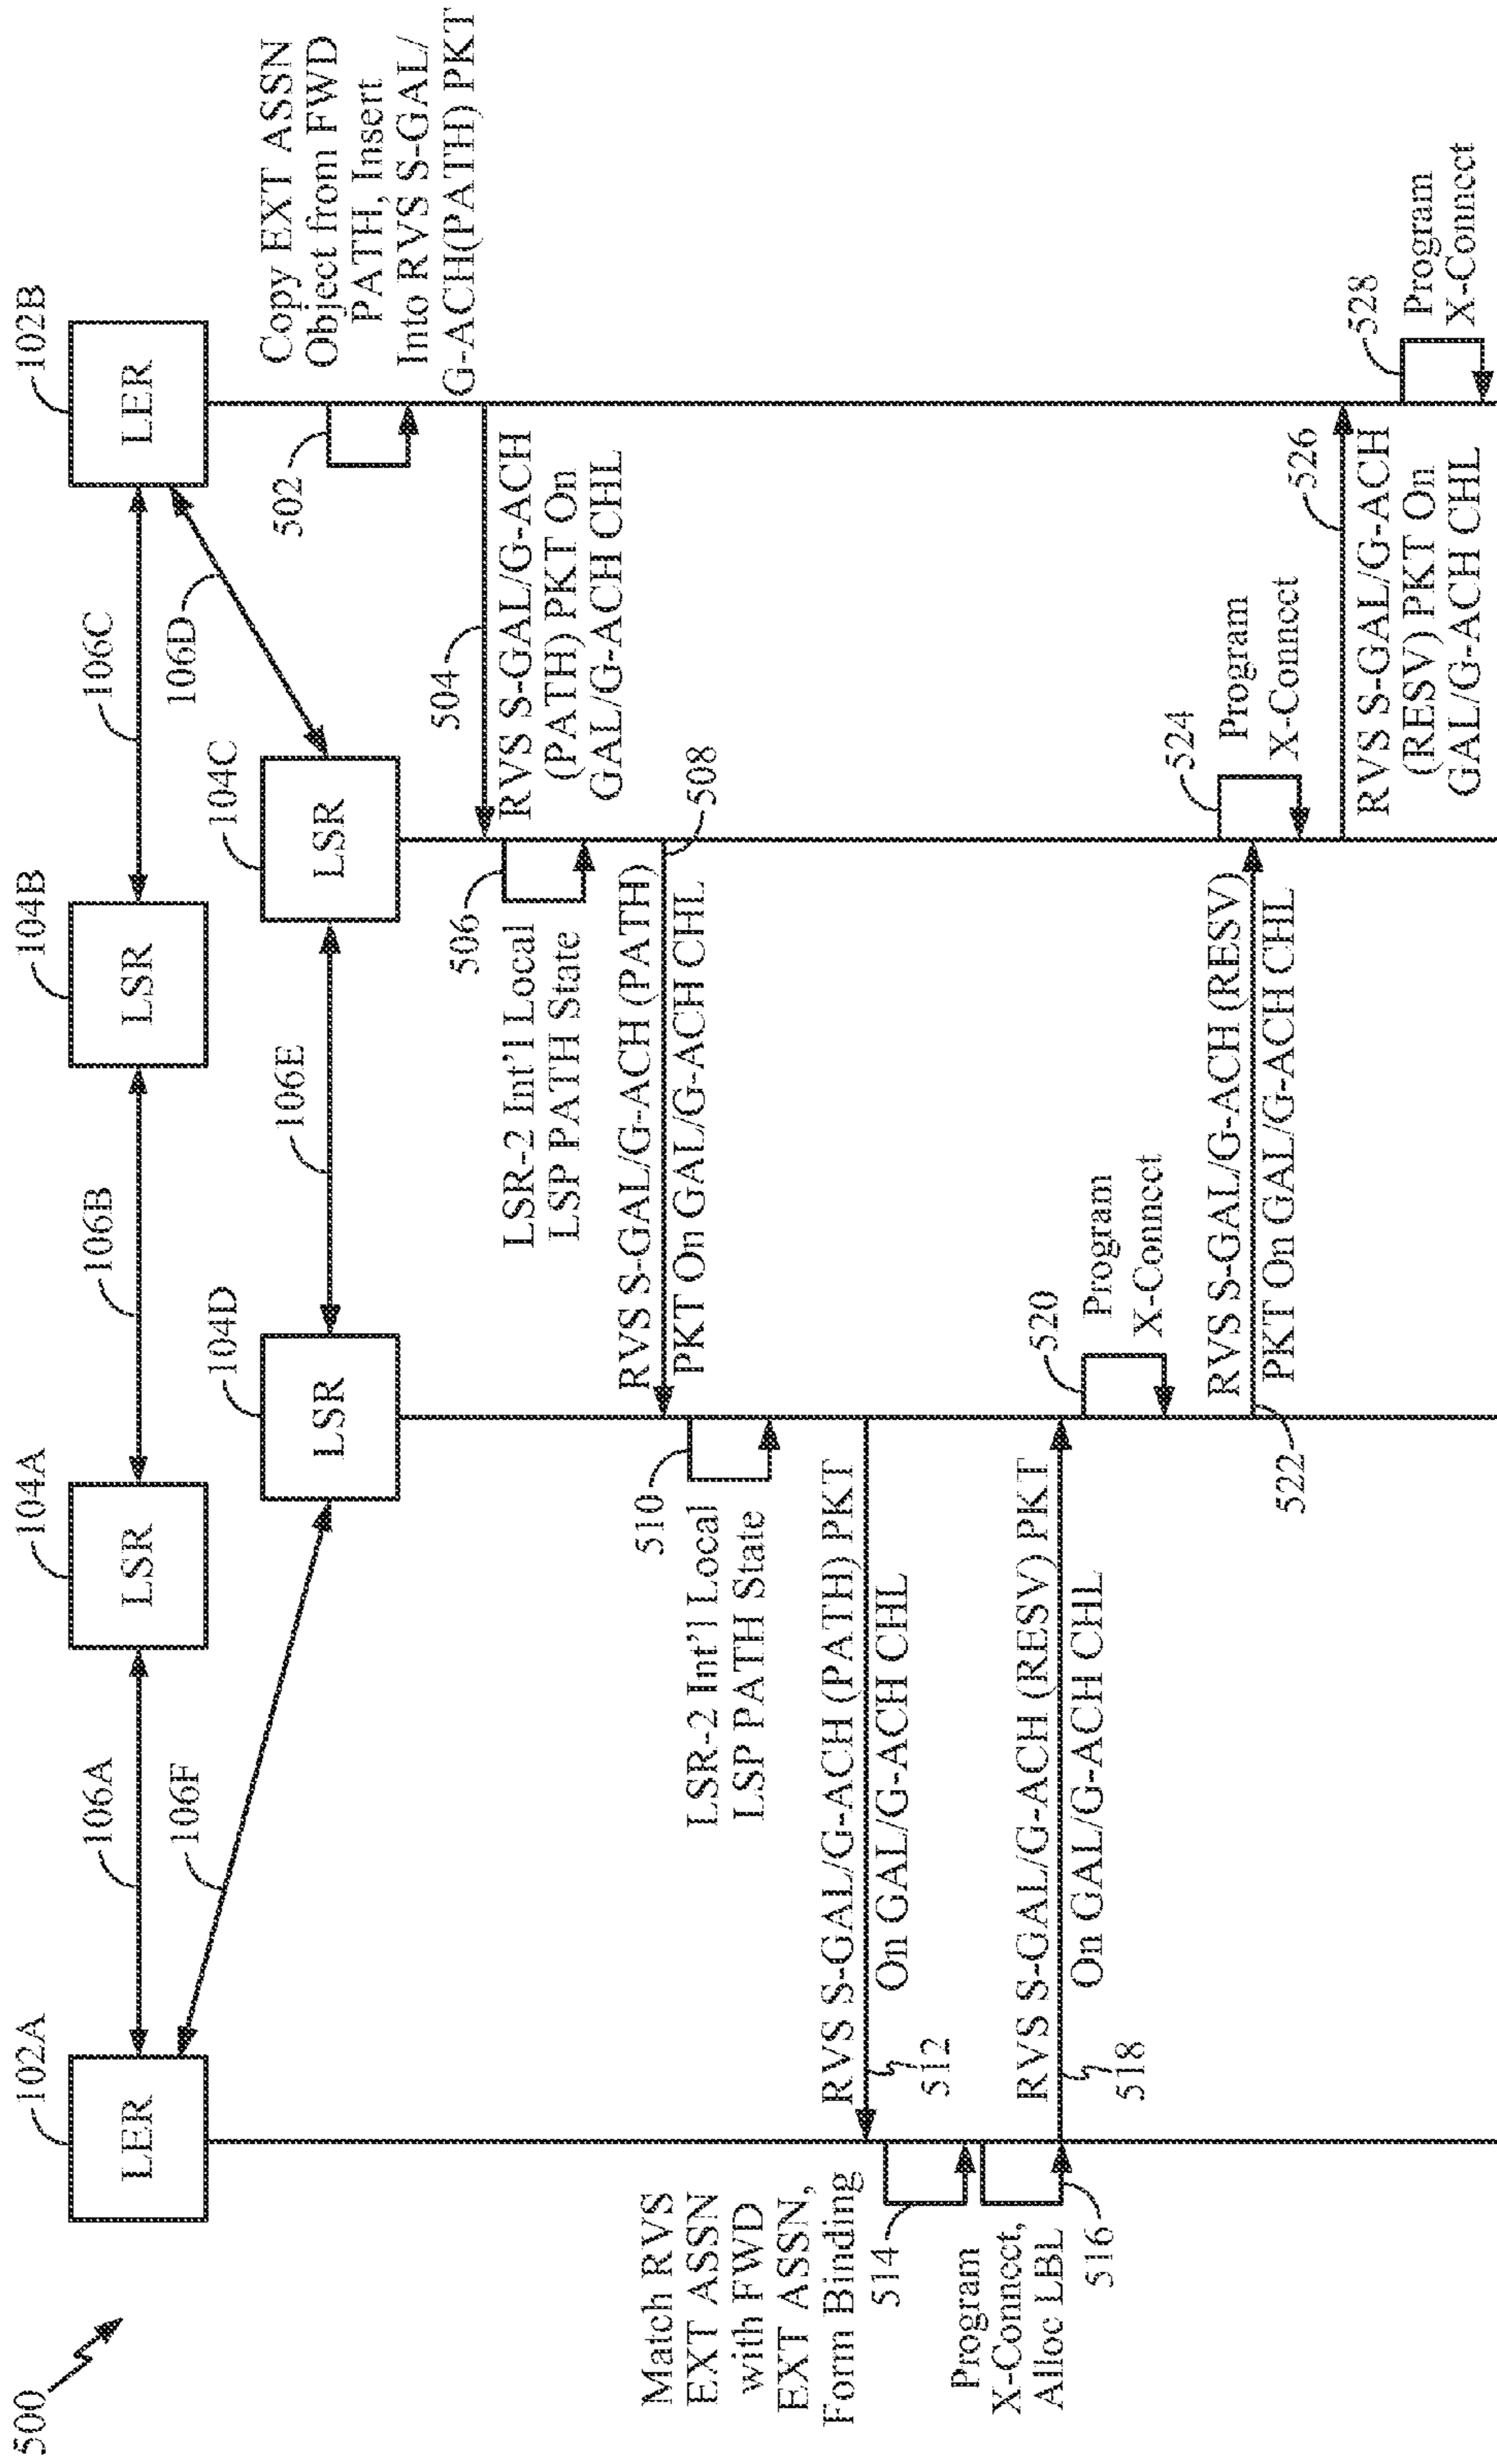 500
102A
LER
106A
104A
LSR
106B
104B
LSR
106C
102B
LER
106F
104D
LSR
106E
104C
LSR
106D
502
Copy EXT ASSN
Object from FWD
PATH, Insert
Into RVS S-GAL/
G-ACH(PATH) PKT
504
RVS S-GAL/G-ACH
(PATH) PKT On
GAL/G-ACH CHL
506
LSR-2 Int'l Local
LSP PATH State
RVS S-GAL/G-ACH (PATH)
PKT On GAL/G-ACH CHL
508
510
LSR-2 Int'l Local
LSP PATH State
RVS S-GAL/G-ACH (PATH) PKT
On GAL/G-ACH CHL
512
Match RVS
EXT ASSN
with FWD
EXT ASSN,
Form Binding
514
Program
X-Connect,
Alloc LBL
516
RVS S-GAL/G-ACH (RESV) PKT
On GAL/G-ACH CHL
518
520
Program
X-Connect
RVS S-GAL/G-ACH (RESV)
PKT On GAL/G-ACH CHL
522
524
Program
X-Connect
526
RVS S-GAL/G-ACH
(RESV) PKT On
GAL/G-ACH CHL
528
Program
X-Connect